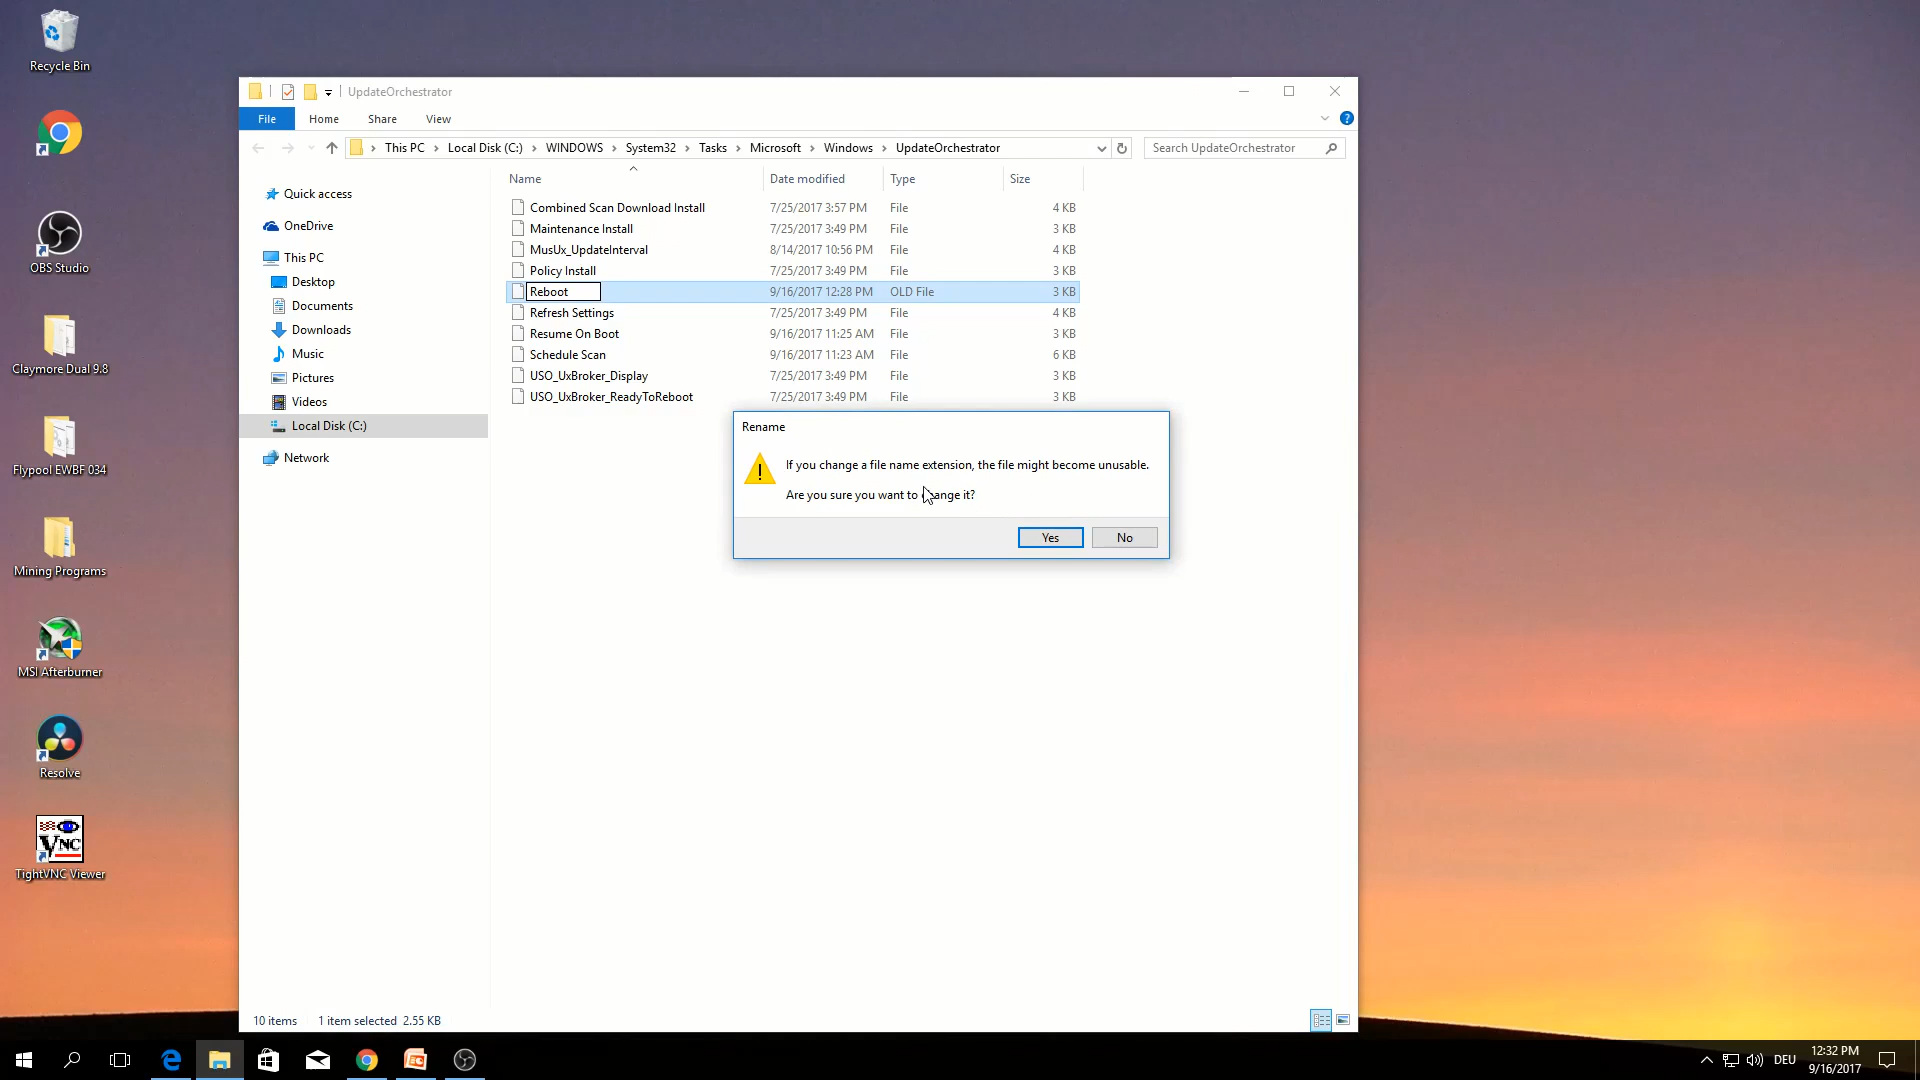 Recycle Bin
OBS Studio
Claymore Dual 9.8
Flypool EWBF 034
Mining Programs
MSI Afterburner
Resolve
VNC
TightVNC Viewer
UpdateOrchestrator
File Home Share View
This PC > Local Disk (C:) > WINDOWS > System32 > Tasks > Microsoft > Windows > UpdateOrchestrator
Search UpdateOrchestrator
Quick access
OneDrive
This PC
Desktop
Documents
Downloads
Music
Pictures
Videos
Local Disk (C:)
Network
Name Date modified Type Size
Combined Scan Download Install 7/25/2017 3:57 PM File 4 KB
Maintenance Install 7/25/2017 3:49 PM File 3 KB
MusUx_UpdateInterval 8/14/2017 10:56 PM File 4 KB
Policy Install 7/25/2017 3:49 PM File 3 KB
Reboot 9/16/2017 12:28 PM OLD File 3 KB
Refresh Settings 7/25/2017 3:49 PM File 4 KB
Resume On Boot 9/16/2017 11:25 AM File 3 KB
Schedule Scan 9/16/2017 11:23 AM File 6 KB
USO_UxBroker_Display 7/25/2017 3:49 PM File 3 KB
USO_UxBroker_ReadyToReboot 7/25/2017 3:49 PM File 3 KB
Rename
If you change a file name extension, the file might become unusable.
Are you sure you want to change it?
Yes No
10 items 1 item selected 2.55 KB
DEU
12:32 PM
9/16/2017